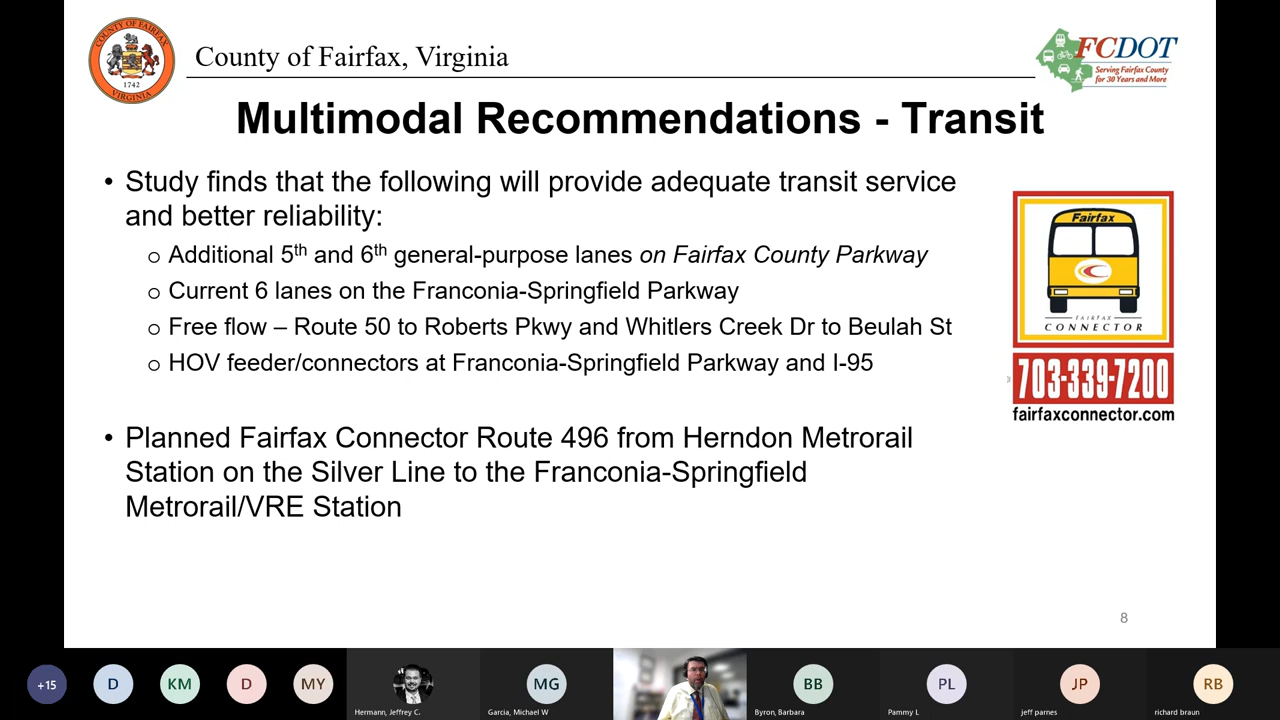 COUNTY OF FAIRFAX
1742
VIRGINIA
County of Fairfax, Virginia
FCDOT
Serving Fairfax County
for 30 Years and More
Multimodal Recommendations - Transit
• Study finds that the following will provide adequate transit service
and better reliability:
o Additional 5th and 6th general-purpose lanes on Fairfax County Parkway
o Current 6 lanes on the Franconia-Springfield Parkway
o Free flow – Route 50 to Roberts Pkwy and Whitlers Creek Dr to Beulah St
o HOV feeder/connectors at Franconia-Springfield Parkway and I-95
• Planned Fairfax Connector Route 496 from Herndon Metrorail
Station on the Silver Line to the Franconia-Springfield
Metrorail/VRE Station
Fairfax
FAIRFAX
CONNECTOR
703-339-7200
fairfaxconnector.com
8
+15
D
KM
D
MY
MG
BB
PL
JP
RB
Hermann, Jeffrey C.
Garcia, Michael W
Byron, Barbara
Pammy L
jeff parnes
richard braun